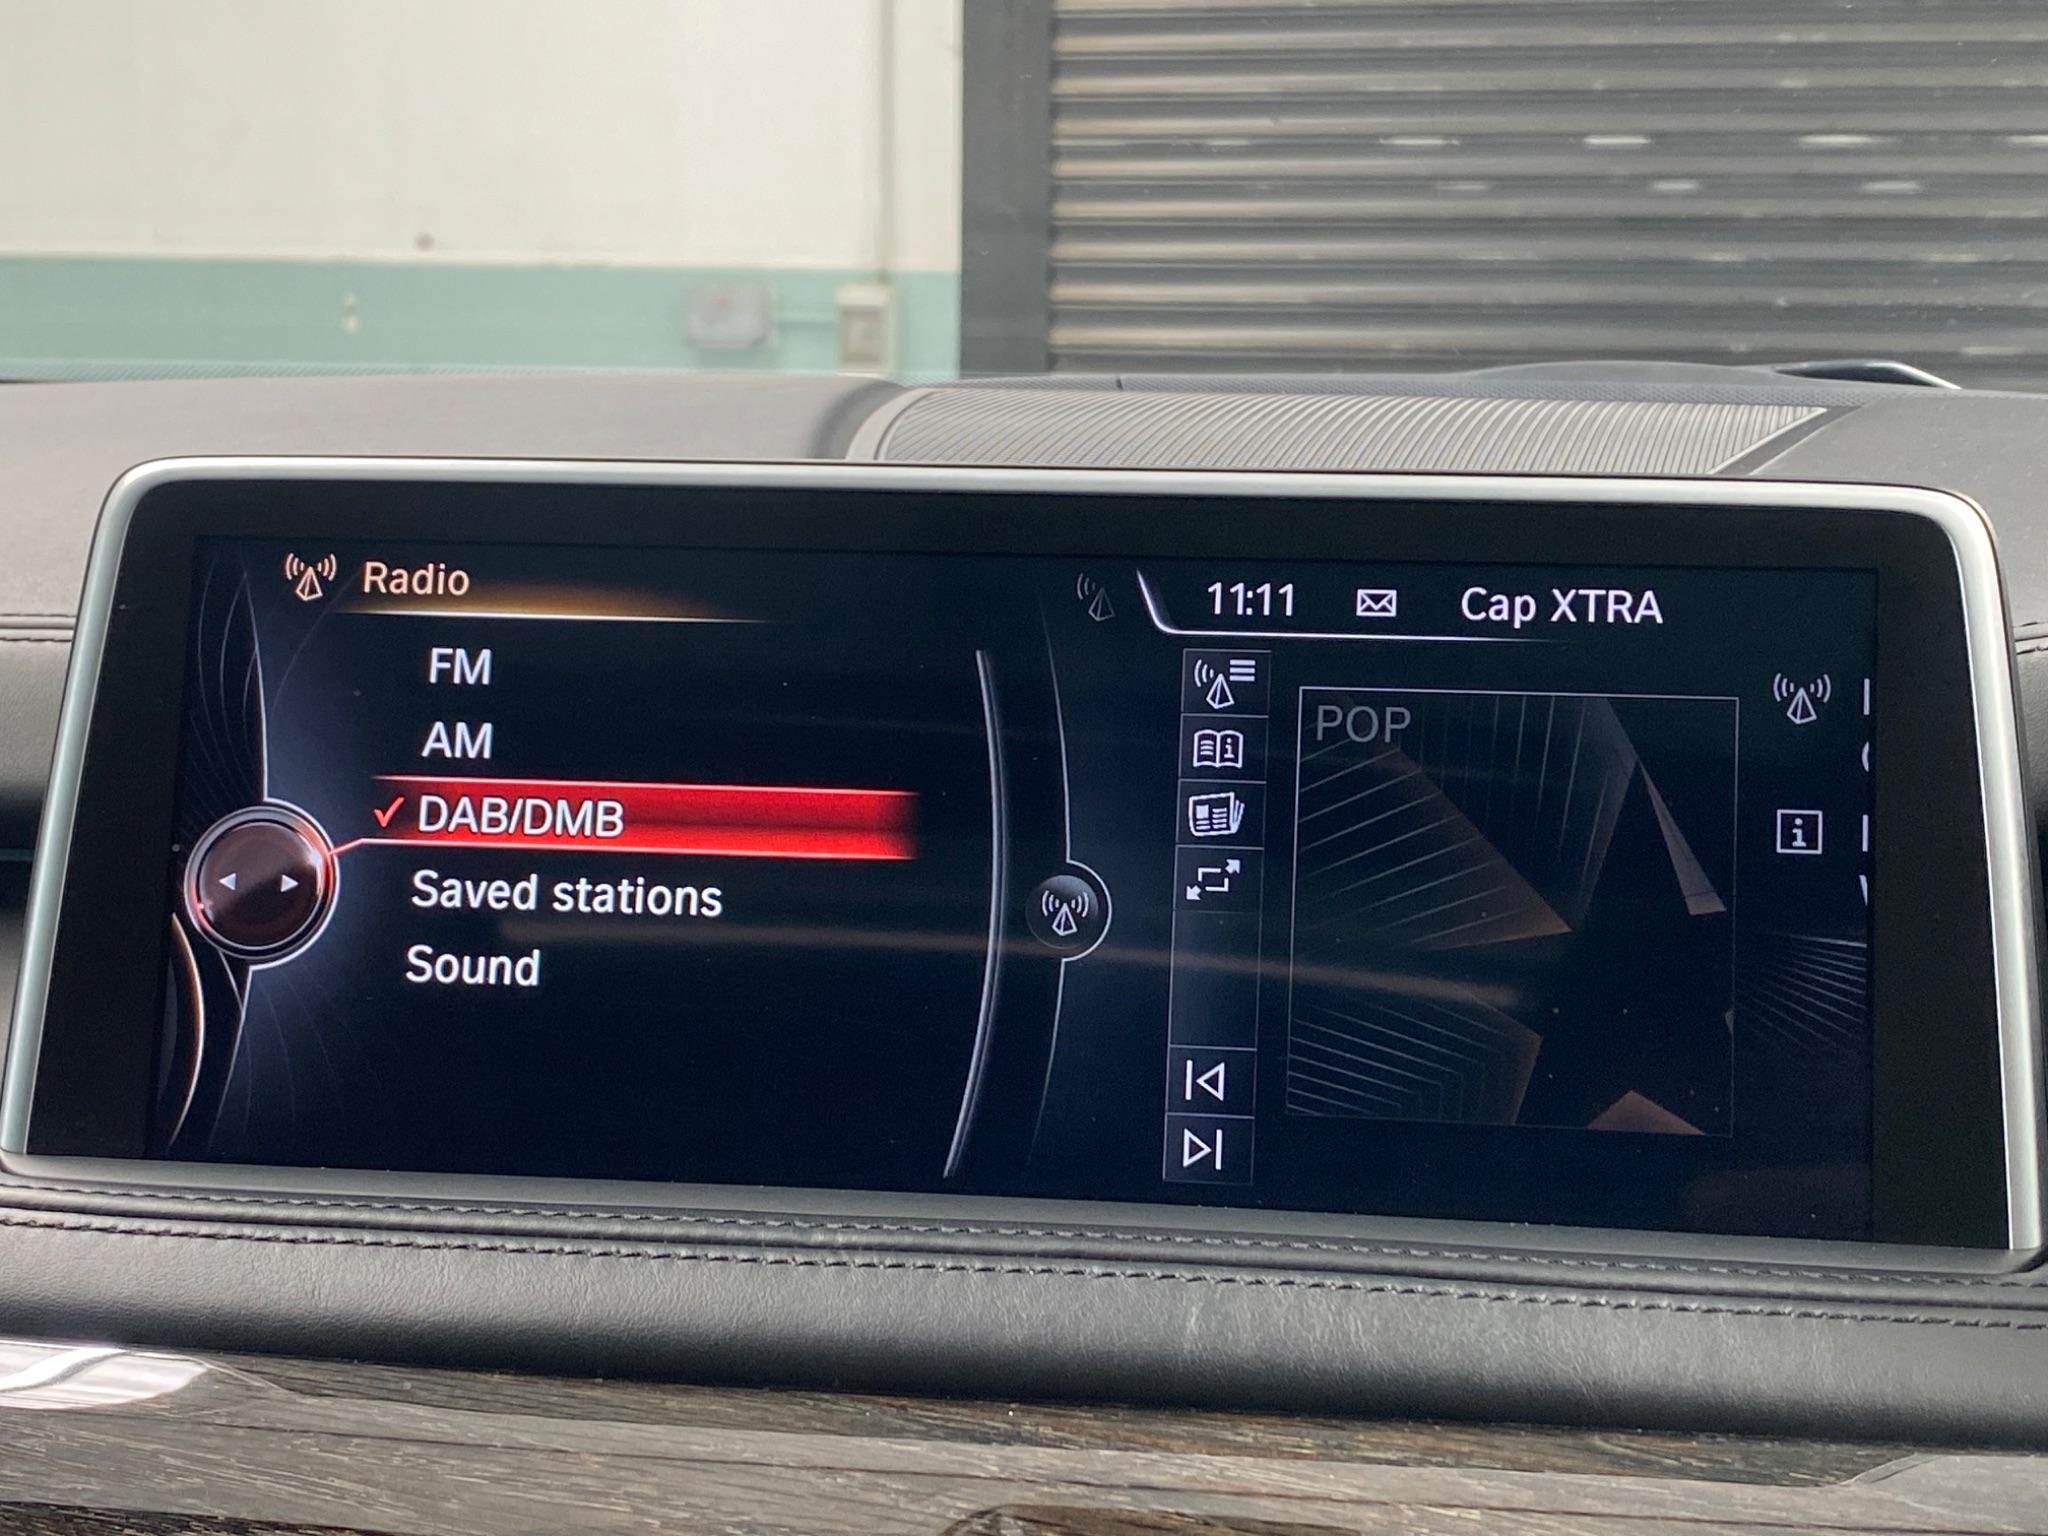 Radio
FM
AM
DAB/DMB
Saved stations
Sound
11:11 Cap XTRA
POP